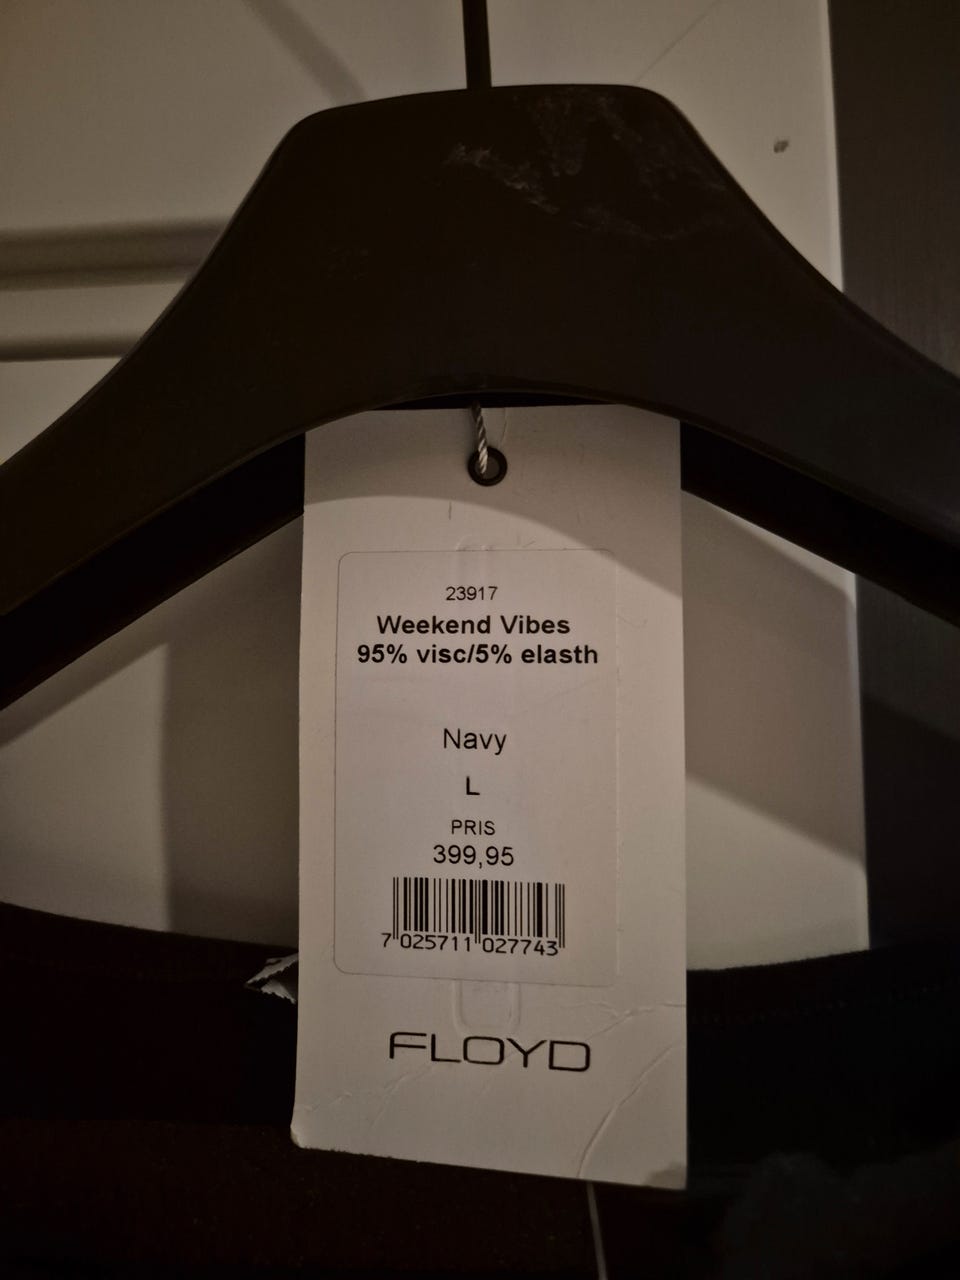 23917
Weekend Vibes
95% visc/5% elasth
Navy
L
PRIS
399,95
7 025711 027743
FLOYD